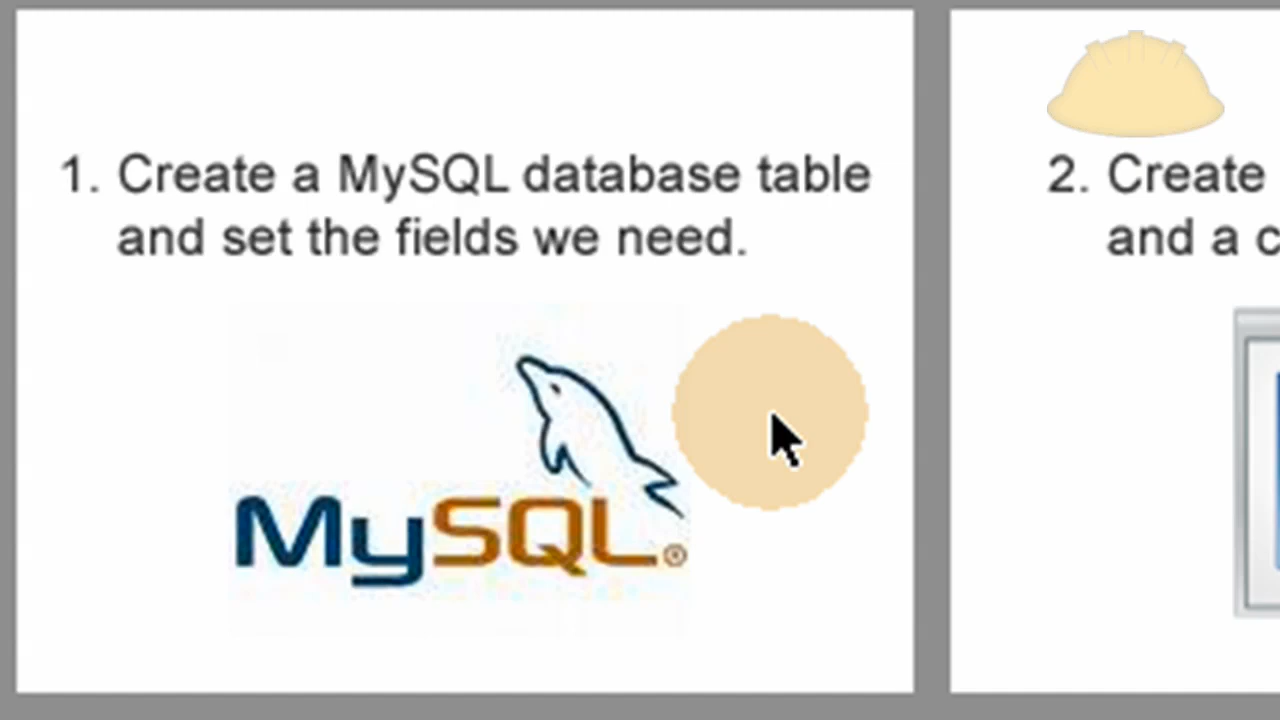 1. Create a MySQL database table
and set the fields we need.
MySQL®
2. Create
and a c